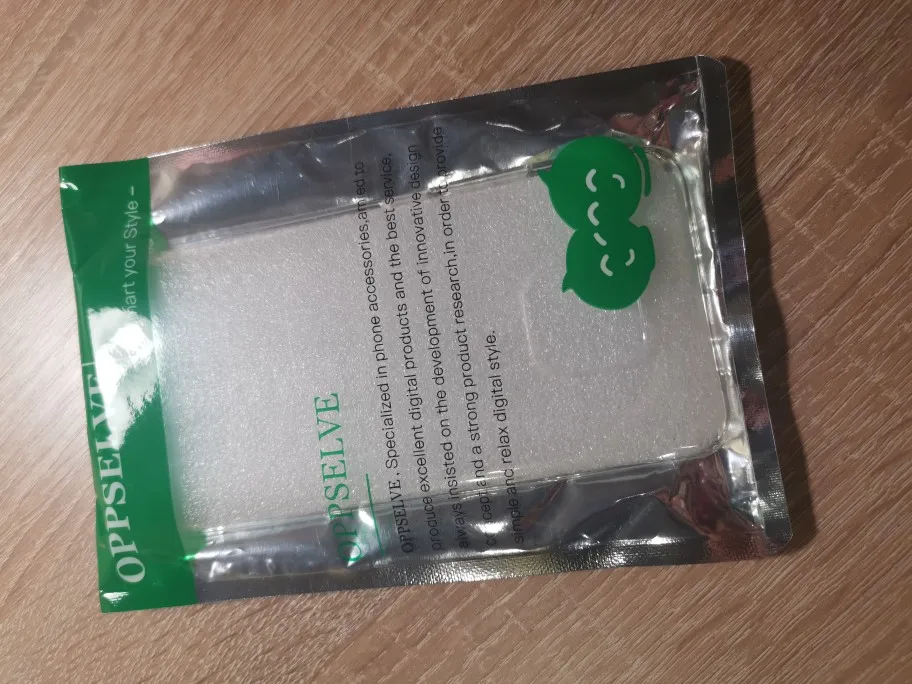 OPPSELVE
your Style -
OPPSELVE
OPPSELVE. Specialized in phone accessories,amied to
produce excellent digital products and the best service,
always insisted on the development of innovative design
concept and a strong product research,in order to provide
simple and relax digital style.